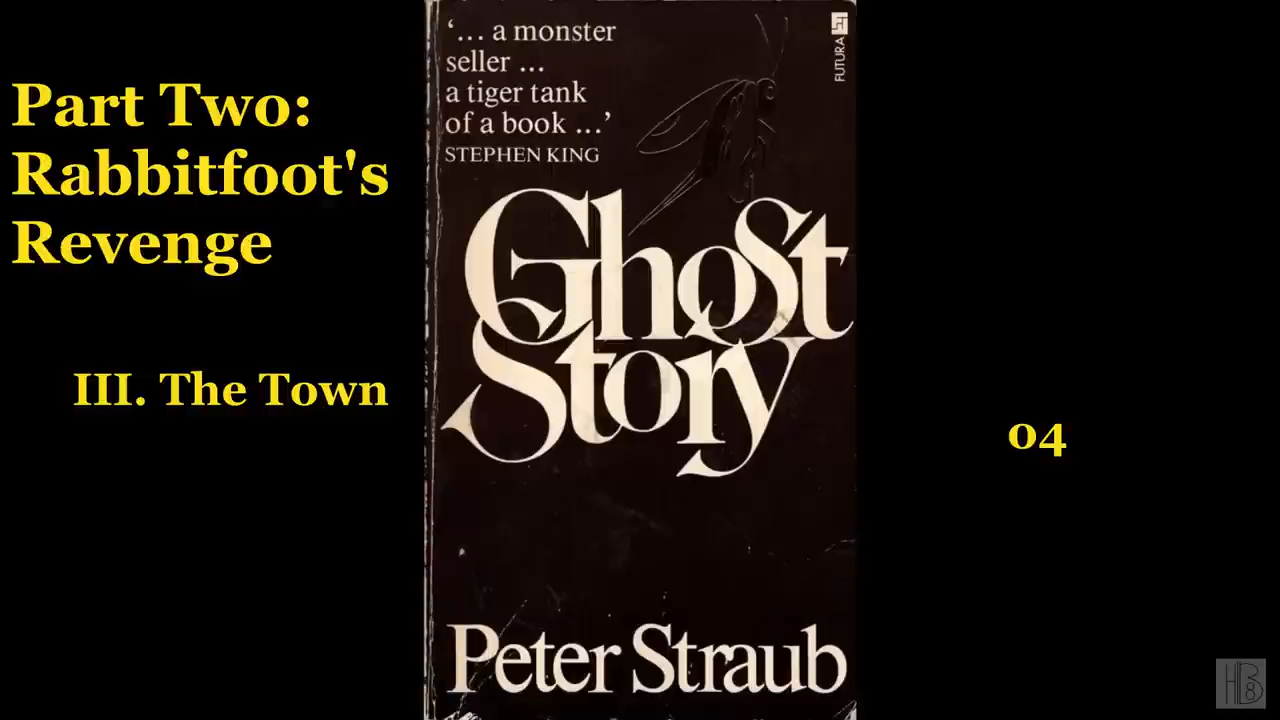 Part Two:
Rabbitfoot's
Revenge
III. The Town
‘... a monster
seller ...
a tiger tank
of a book ...’
STEPHEN KING
FUTURA
Ghost
Story
Peter Straub
04
HB8